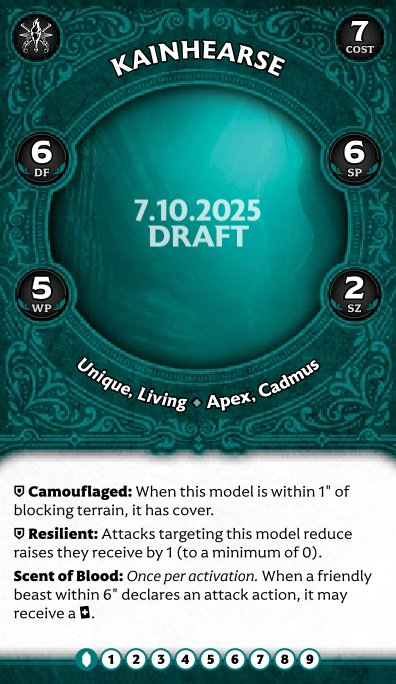 KAINHEARSE
7
COST
6
DF
6
SP
7.10.2025
DRAFT
5
WP
2
SZ
Unique, Living ◆ Apex, Cadmus
Camouflaged: When this model is within 1" of
blocking terrain, it has cover.
Resilient: Attacks targeting this model reduce
raises they receive by 1 (to a minimum of 0).
Scent of Blood: Once per activation. When a friendly
beast within 6" declares an attack action, it may
receive a .
1 2 3 4 5 6 7 8 9